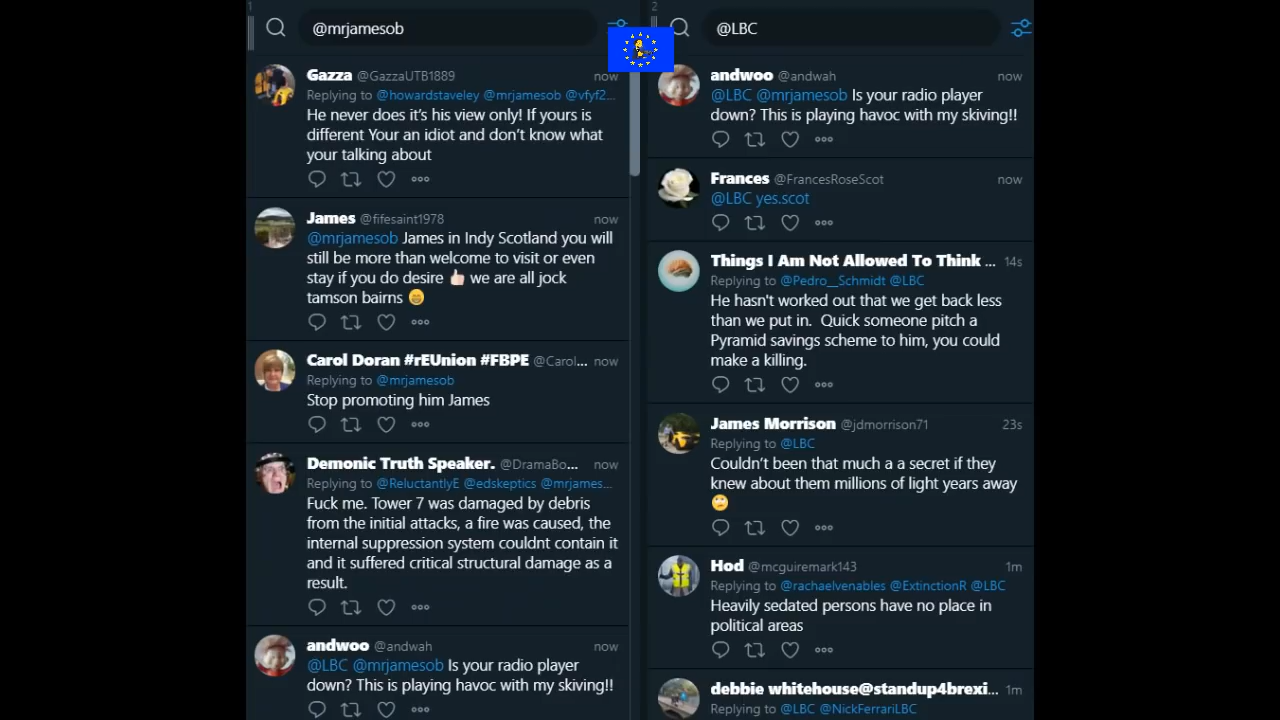 1
@mrjamesob
Gazza @GazzaUTB1889 now
Replying to @howardstaveley @mrjamesob @vfyf2...
He never does it’s his view only! If yours is
different Your an idiot and don’t know what
your talking about
James @fifesaint1978 now
@mrjamesob James in Indy Scotland you will
still be more than welcome to visit or even
stay if you do desire 👍🏻 we are all jock
tamson bairns 😁
Carol Doran #rEUnion #FBPE @Carol... now
Replying to @mrjamesob
Stop promoting him James
Demonic Truth Speaker. @DramaBo... now
Replying to @ReluctantlyE @edskeptics @mrjames...
Fuck me. Tower 7 was damaged by debris
from the initial attacks, a fire was caused, the
internal suppression system couldnt contain it
and it suffered critical structural damage as a
result.
andwoo @andwah now
@LBC @mrjamesob Is your radio player
down? This is playing havoc with my skiving!!
2
@LBC
andwoo @andwah now
@LBC @mrjamesob Is your radio player
down? This is playing havoc with my skiving!!
Frances @FrancesRoseScot now
@LBC yes.scot
Things I Am Not Allowed To Think ... 14s
Replying to @Pedro__Schmidt @LBC
He hasn't worked out that we get back less
than we put in.  Quick someone pitch a
Pyramid savings scheme to him, you could
make a killing.
James Morrison @jdmorrison71 23s
Replying to @LBC
Couldn’t been that much a a secret if they
knew about them millions of light years away
🙄
Hod @mcguiremark143 1m
Replying to @rachaelvenables @ExtinctionR @LBC
Heavily sedated persons have no place in
political areas
debbie whitehouse@standup4brexi... 1m
Replying to @LBC @NickFerrariLBC